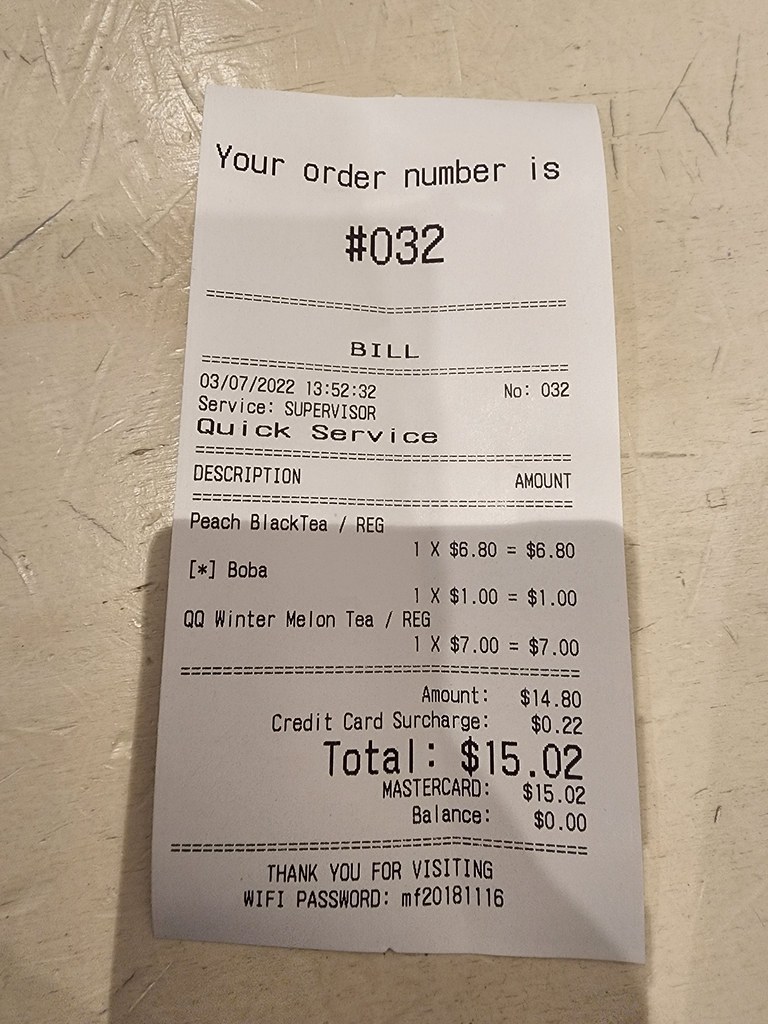 Your order number is
#032
================================================
BILL
================================================
03/07/2022 13:52:32 No: 032
Service: SUPERVISOR
Quick Service
================================================
DESCRIPTION AMOUNT
================================================
Peach BlackTea / REG
1 X $6.80 = $6.80
[*] Boba
1 X $1.00 = $1.00
QQ Winter Melon Tea / REG
1 X $7.00 = $7.00
================================================
Amount: $14.80
Credit Card Surcharge: $0.22
Total: $15.02
MASTERCARD: $15.02
Balance: $0.00
================================================
THANK YOU FOR VISITING
WIFI PASSWORD: mf20181116